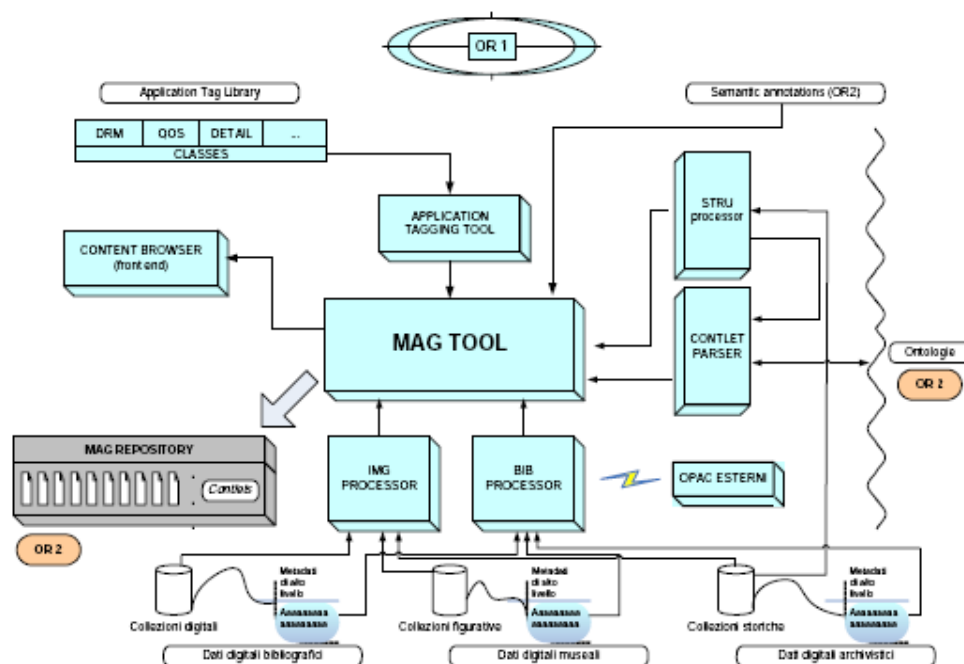 OR 1
Application Tag Library
Semantic annotations (OR2)
DRM
QOS
DETAIL
...
CLASSES
APPLICATION
TAGGING TOOL
STRU
processor
CONTENT BROWSER
(front end)
MAG TOOL
CONTLET
PARSER
Ontologie
OR 2
MAG REPOSITORY
Contlets
IMG
PROCESSOR
BIB
PROCESSOR
OPAC ESTERNI
OR 2
Metadati
di alto
livello
Metadati
di alto
livello
Metadati
di alto
livello
Collezioni digitali
Collezioni figurative
Collezioni storiche
Dati digitali bibliografici
Dati digitali museali
Dati digitali archivistici